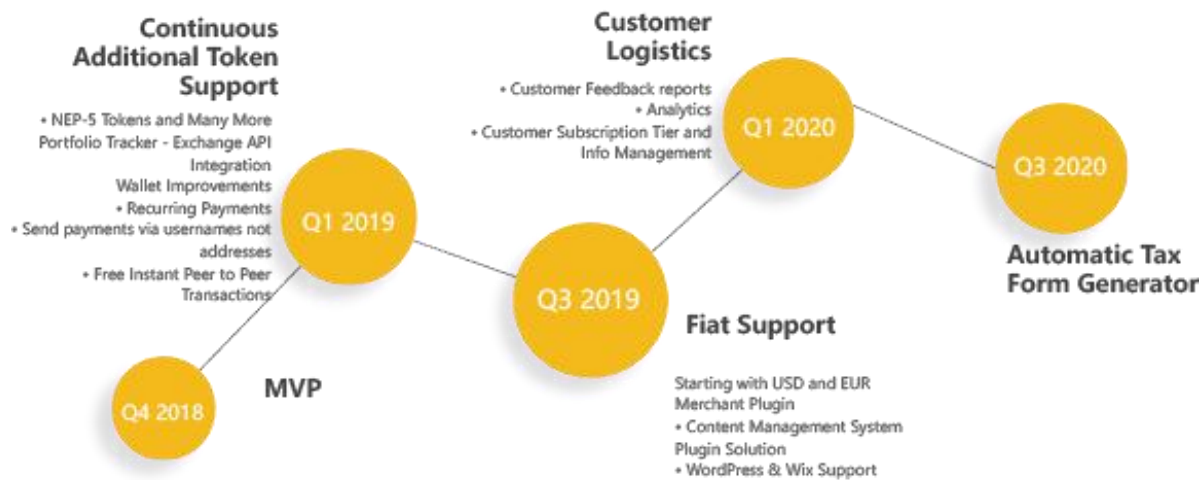 Continuous
Additional Token
Support
• NEP-5 Tokens and Many More
Portfolio Tracker - Exchange API
Integration
Wallet Improvements
• Recurring Payments
• Send payments via usernames not
addresses
• Free Instant Peer to Peer
Transactions
Q1 2019
Q4 2018
MVP
Q3 2019
Fiat Support
Starting with USD and EUR
Merchant Plugin
• Content Management System
Plugin Solution
• WordPress & Wix Support
Customer
Logistics
• Customer Feedback reports
• Analytics
• Customer Subscription Tier and
Info Management
Q1 2020
Q3 2020
Automatic Tax
Form Generator